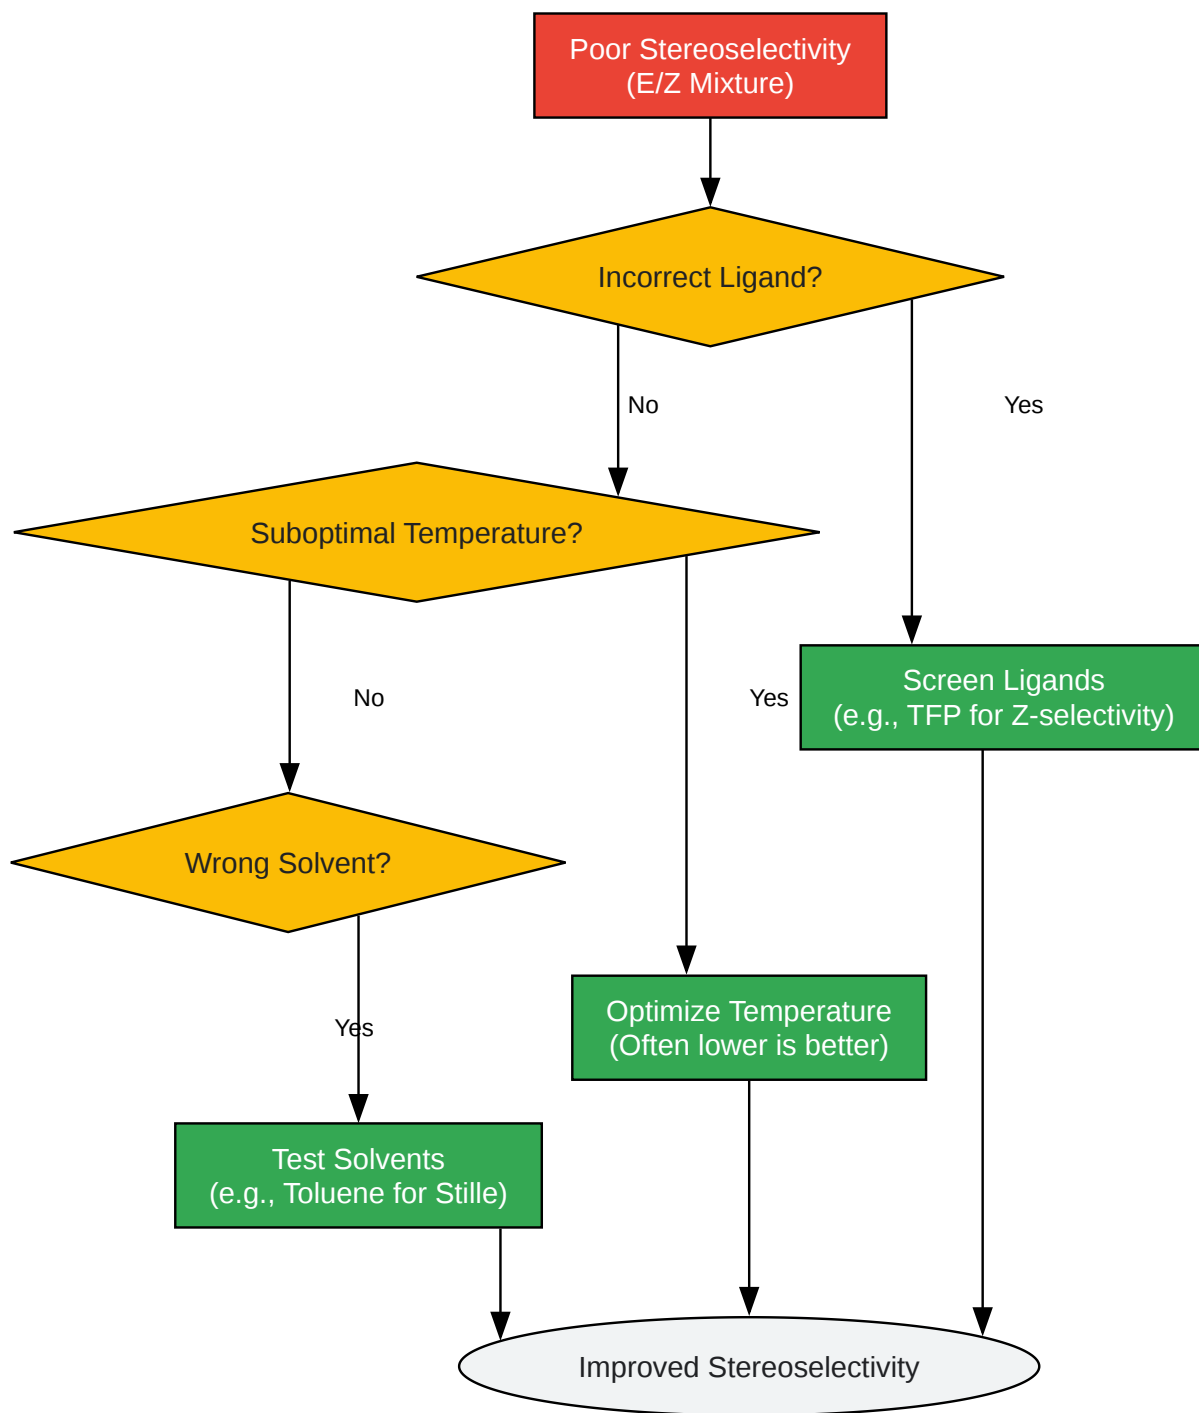 Poor Stereoselectivity
(E/Z Mixture)
Incorrect Ligand?
No
Yes
Suboptimal Temperature?
No
Yes
Screen Ligands
(e.g., TFP for Z-selectivity)
Wrong Solvent?
Yes
Optimize Temperature
(Often lower is better)
Test Solvents
(e.g., Toluene for Stille)
Improved Stereoselectivity